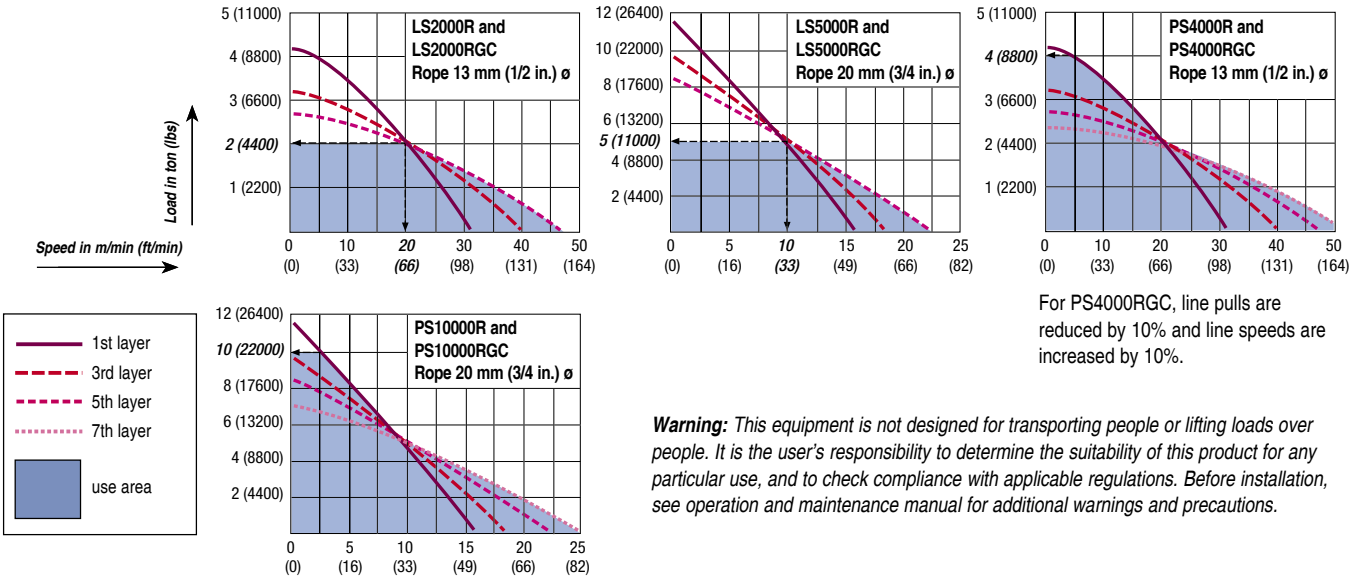 5 (11000)
4 (8800)
3 (6600)
2 (4400)
1 (2200)
LS2000R and
LS2000RGC
Rope 13 mm (1/2 in.) ø
0 10 20 30 40 50
(0) (33) (66) (98) (131) (164)
Load in ton (lbs)
Speed in m/min (ft/min)
12 (26400)
10 (22000)
8 (17600)
6 (13200)
5 (11000)
4 (8800)
2 (4400)
LS5000R and
LS5000RGC
Rope 20 mm (3/4 in.) ø
0 5 10 15 20 25
(0) (16) (33) (49) (66) (82)
5 (11000)
4 (8800)
3 (6600)
2 (4400)
1 (2200)
PS4000R and
PS4000RGC
Rope 13 mm (1/2 in.) ø
0 10 20 30 40 50
(0) (33) (66) (98) (131) (164)
For PS4000RGC, line pulls are
reduced by 10% and line speeds are
increased by 10%.
1st layer
3rd layer
5th layer
7th layer
use area
12 (26400)
10 (22000)
8 (17600)
6 (13200)
4 (8800)
2 (4400)
PS10000R and
PS10000RGC
Rope 20 mm (3/4 in.) ø
0 5 10 15 20 25
(0) (16) (33) (49) (66) (82)
Warning: This equipment is not designed for transporting people or lifting loads over
people. It is the user's responsibility to determine the suitability of this product for any
particular use, and to check compliance with applicable regulations. Before installation,
see operation and maintenance manual for additional warnings and precautions.